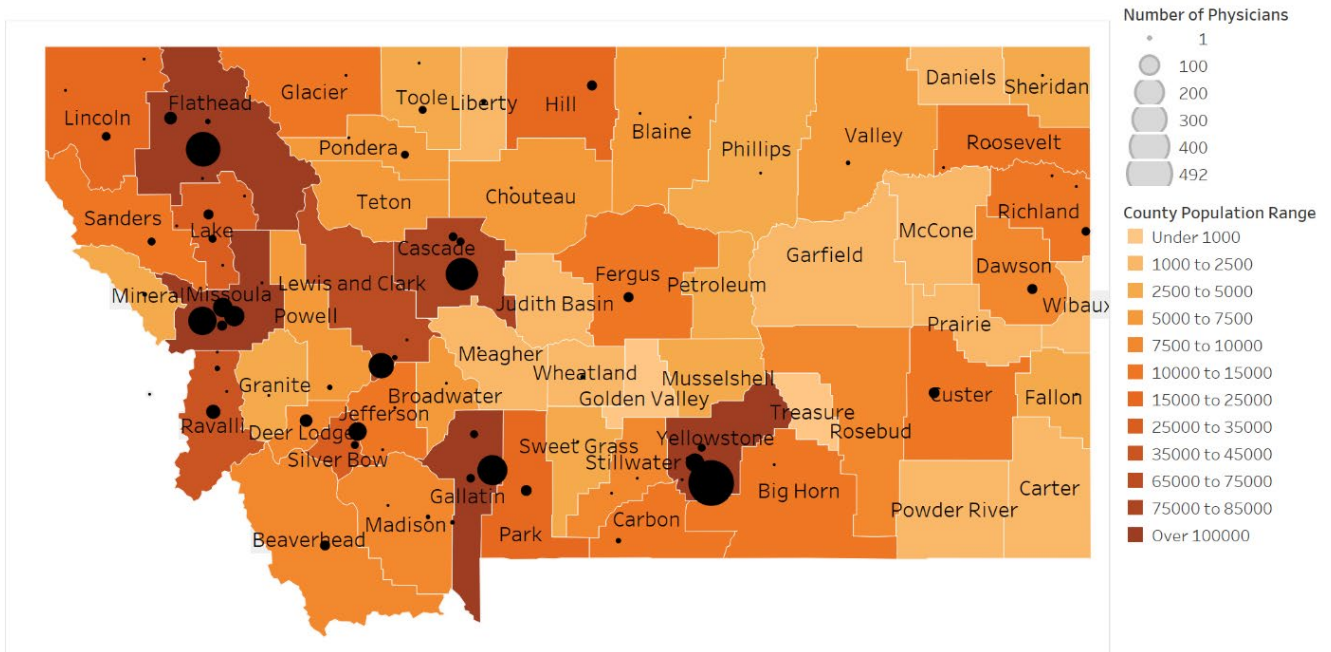 Number of Physicians
1
100
200
300
400
492
County Population Range
Under 1000
1000 to 2500
2500 to 5000
5000 to 7500
7500 to 10000
10000 to 15000
15000 to 25000
25000 to 35000
35000 to 45000
65000 to 75000
75000 to 85000
Over 100000
Lincoln
Flathead
Glacier
Toole
Liberty
Hill
Blaine
Phillips
Valley
Daniels
Sheridan
Roosevelt
Pondera
Teton
Chouteau
Sanders
Lake
Cascade
Richland
McCone
Garfield
Dawson
Wibaux
Mineral
Missoula
Powell
Lewis and Clark
Judith Basin
Fergus
Petroleum
Prairie
Granite
Meagher
Wheatland
Golden Valley
Musselshell
Treasure
Rosebud
Custer
Fallon
Ravalli
Deer Lodge
Jefferson
Broadwater
Silver Bow
Gallatin
Sweet Grass
Stillwater
Yellowstone
Big Horn
Powder River
Carter
Beaverhead
Madison
Park
Carbon